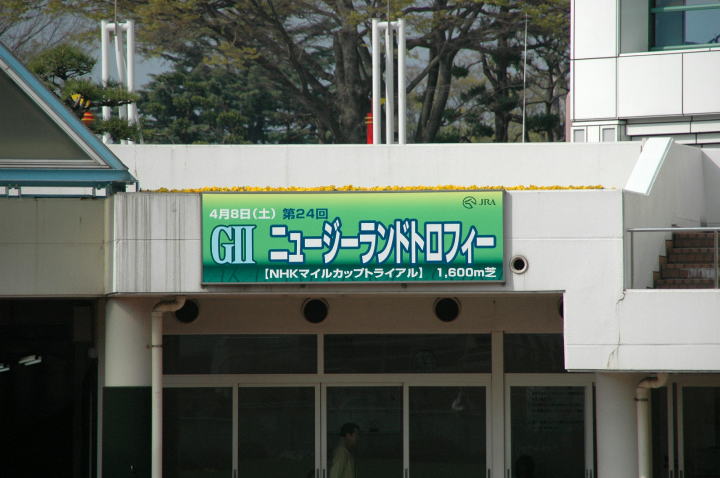 4月8日(土) 第24回
JRA
GII ニュージーランドトロフィー
【NHKマイルカップトライアル】 1,600m芝